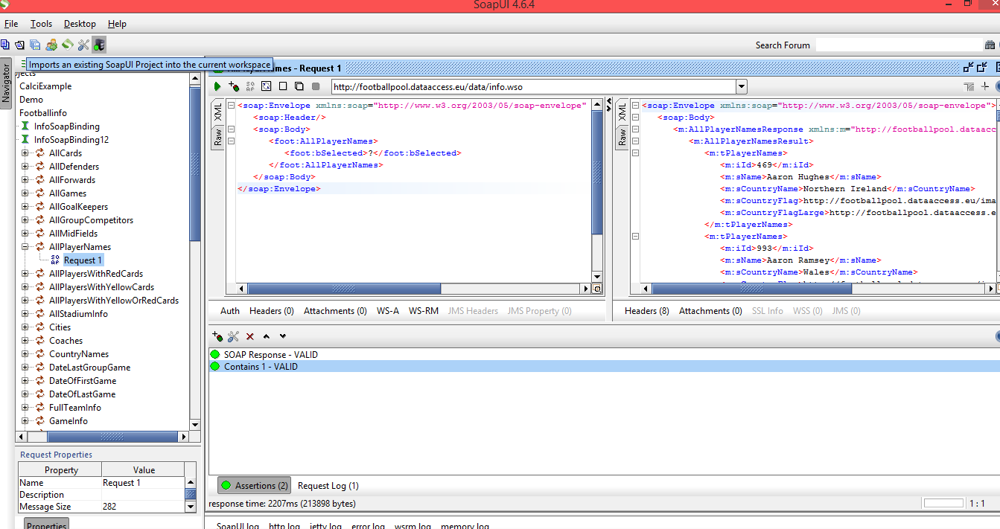 SoapUI 4.6.4
File Tools Desktop Help
Search Forum
Imports an existing SoapUI Project into the current workspace
Navigator
CalciExample
Demo
Footballinfo
InfoSoapBinding
InfoSoapBinding12
AllCards
AllDefenders
AllForwards
AllGames
AllGoalKeepers
AllGroupCompetitors
AllMidFields
AllPlayerNames
Request 1
AllPlayersWithRedCards
AllPlayersWithYellowCards
AllPlayersWithYellowOrRedCards
AllStadiumInfo
Cities
Coaches
CountryNames
DateLastGroupGame
DateOfFirstGame
DateOfLastGame
FullTeamInfo
GameInfo
Request Properties
Property Value
Name Request 1
Description
Message Size 282
Properties
Names - Request 1
http://footballpool.dataaccess.eu/data/info.wso
XML
Raw
<soap:Envelope xmlns:soap="http://www.w3.org/2003/05/soap-envelope"
<soap:Header/>
<soap:Body>
<foot:AllPlayerNames>
<foot:bSelected>?</foot:bSelected>
</foot:AllPlayerNames>
</soap:Body>
</soap:Envelope>
XML
Raw
<soap:Envelope xmlns:soap="http://www.w3.org/2003/05/soap-envelope">
<soap:Body>
<m:AllPlayerNamesResponse xmlns:m="http://footballpool.dataacc
<m:AllPlayerNamesResult>
<m:tPlayerNames>
<m:iId>469</m:iId>
<m:sName>Aaron Hughes</m:sName>
<m:sCountryName>Northern Ireland</m:sCountryName>
<m:sCountryFlag>http://footballpool.dataaccess.eu/ima
<m:sCountryFlagLarge>http://footballpool.dataaccess.e
</m:tPlayerNames>
<m:tPlayerNames>
<m:iId>993</m:iId>
<m:sName>Aaron Ramsey</m:sName>
<m:sCountryName>Wales</m:sCountryName>
Auth Headers (0) Attachments (0) WS-A WS-RM JMS Headers JMS Property (0)
Headers (8) Attachments (0) SSL Info WSS (0) JMS (0)
SOAP Response - VALID
Contains 1 - VALID
Assertions (2) Request Log (1)
response time: 2207ms (213898 bytes)
1 : 1
SoapUI log http log jetty log error log wsrm log memory log